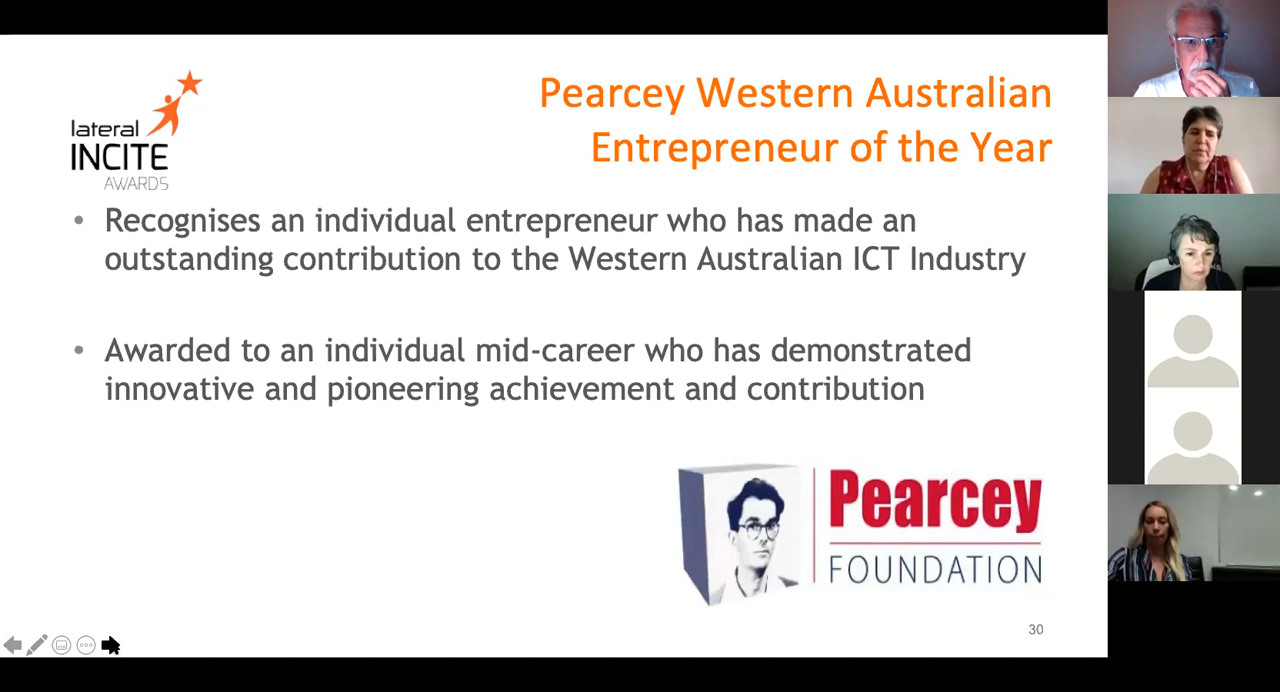 lateral
INCITE
AWARDS
Pearcey Western Australian
Entrepreneur of the Year
• Recognises an individual entrepreneur who has made an
outstanding contribution to the Western Australian ICT Industry
• Awarded to an individual mid-career who has demonstrated
innovative and pioneering achievement and contribution
Pearcey
FOUNDATION
30